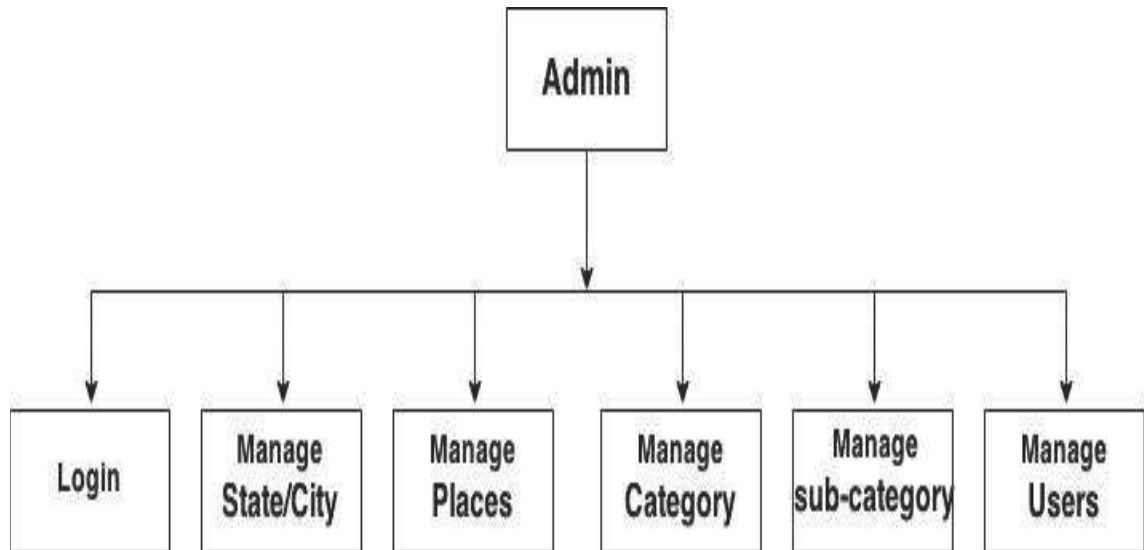 Admin
Login
Manage
State/City
Manage
Places
Manage
Category
Manage
sub-category
Manage
Users